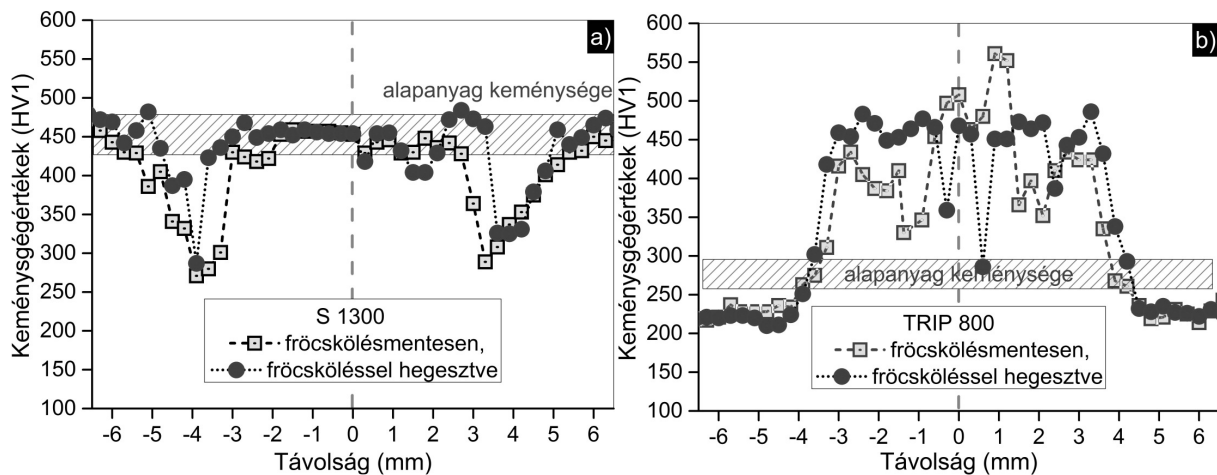 600
550
500
450
400
350
300
250
200
150
100
Keménységértékek (HV1)
a)
alapanyag keménysége
S 1300
fröcskölésmentesen,
fröcsköléssel hegesztve
-6 -5 -4 -3 -2 -1 0 1 2 3 4 5 6
Távolság (mm)
600
550
500
450
400
350
300
250
200
150
100
Keménységértékek (HV1)
b)
alapanyag keménysége
TRIP 800
fröcskölésmentesen,
fröcsköléssel hegesztve
-6 -5 -4 -3 -2 -1 0 1 2 3 4 5 6
Távolság (mm)